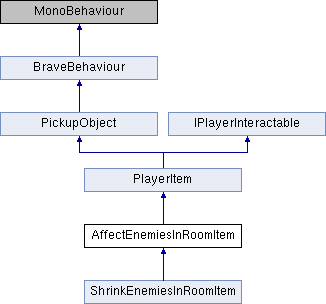 MonoBehaviour
BraveBehaviour
PickupObject
IPlayerInteractable
PlayerItem
AffectEnemiesInRoomItem
ShrinkEnemiesInRoomItem